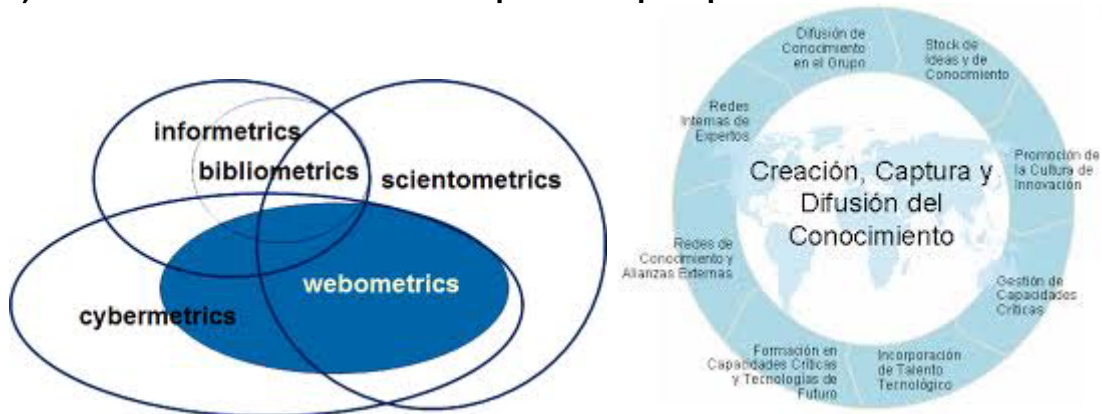 informetrics
bibliometrics
scientometrics
webometrics
cybermetrics
Difusión de
Conocimiento
en el Grupo
Stock de
Ideas y de
Conocimiento
Promoción de
la Cultura de
Innovación
Gestión de
Capacidades
Críticas
Incorporación
de Talento
Tecnológico
Formación en
Capacidades Críticas
y Tecnologías de
Futuro
Redes de
Conocimiento y
Alianzas Externas
Redes
Internas de
Expertos
Creación, Captura y
Difusión del
Conocimiento